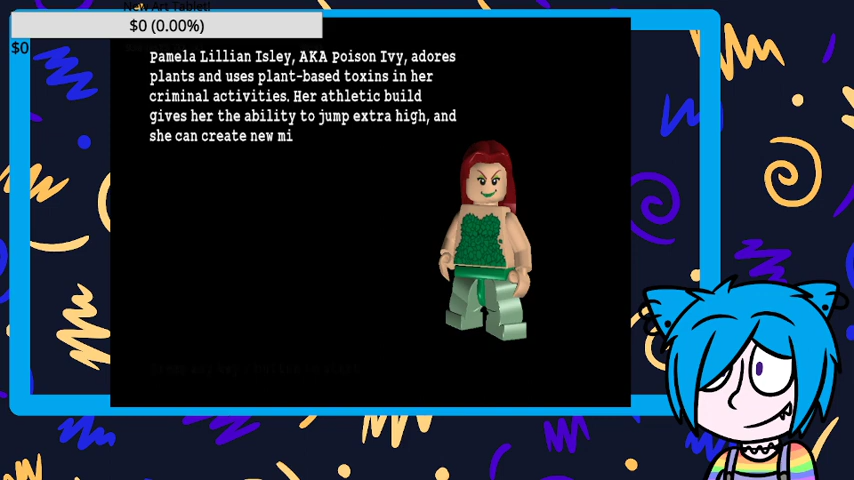 New Art Tablet!
$0 (0.00%)
$0
Pamela Lillian Isley, AKA Poison Ivy, adores
plants and uses plant-based toxins in her
criminal activities. Her athletic build
gives her the ability to jump extra high, and
she can create new mi